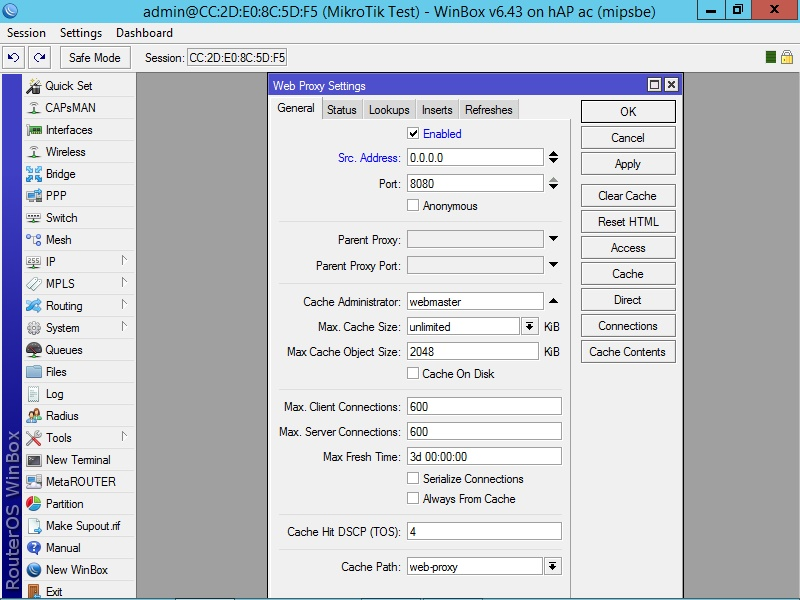 admin@CC:2D:E0:8C:5D:F5 (MikroTik Test) - WinBox v6.43 on hAP ac (mipsbe)
Session Settings Dashboard
Safe Mode Session: CC:2D:E0:8C:5D:F5
RouterOS WinBox
Quick Set
CAPsMAN
Interfaces
Wireless
Bridge
PPP
Switch
Mesh
IP
MPLS
Routing
System
Queues
Files
Log
Radius
Tools
New Terminal
MetaROUTER
Partition
Make Supout.rif
Manual
New WinBox
Exit
Web Proxy Settings
General Status Lookups Inserts Refreshes
Enabled
Src. Address: 0.0.0.0
Port: 8080
Anonymous
Parent Proxy:
Parent Proxy Port:
Cache Administrator: webmaster
Max. Cache Size: unlimited KiB
Max Cache Object Size: 2048 KiB
Cache On Disk
Max. Client Connections: 600
Max. Server Connections: 600
Max Fresh Time: 3d 00:00:00
Serialize Connections
Always From Cache
Cache Hit DSCP (TOS): 4
Cache Path: web-proxy
OK
Cancel
Apply
Clear Cache
Reset HTML
Access
Cache
Direct
Connections
Cache Contents